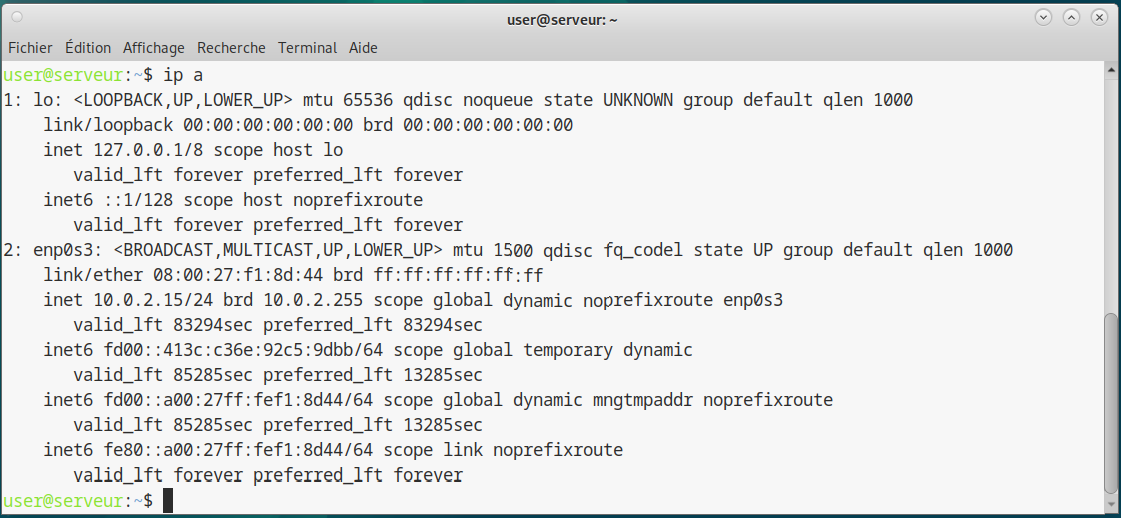 user@serveur: ~
Fichier Édition Affichage Recherche Terminal Aide
user@serveur:~$ ip a
1: lo: <LOOPBACK,UP,LOWER_UP> mtu 65536 qdisc noqueue state UNKNOWN group default qlen 1000
    link/loopback 00:00:00:00:00:00 brd 00:00:00:00:00:00
    inet 127.0.0.1/8 scope host lo
       valid_lft forever preferred_lft forever
    inet6 ::1/128 scope host noprefixroute
       valid_lft forever preferred_lft forever
2: enp0s3: <BROADCAST,MULTICAST,UP,LOWER_UP> mtu 1500 qdisc fq_codel state UP group default qlen 1000
    link/ether 08:00:27:f1:8d:44 brd ff:ff:ff:ff:ff:ff
    inet 10.0.2.15/24 brd 10.0.2.255 scope global dynamic noprefixroute enp0s3
       valid_lft 83294sec preferred_lft 83294sec
    inet6 fd00::413c:c36e:92c5:9dbb/64 scope global temporary dynamic
       valid_lft 85285sec preferred_lft 13285sec
    inet6 fd00::a00:27ff:fef1:8d44/64 scope global dynamic mngtmpaddr noprefixroute
       valid_lft 85285sec preferred_lft 13285sec
    inet6 fe80::a00:27ff:fef1:8d44/64 scope link noprefixroute
       valid_lft forever preferred_lft forever
user@serveur:~$